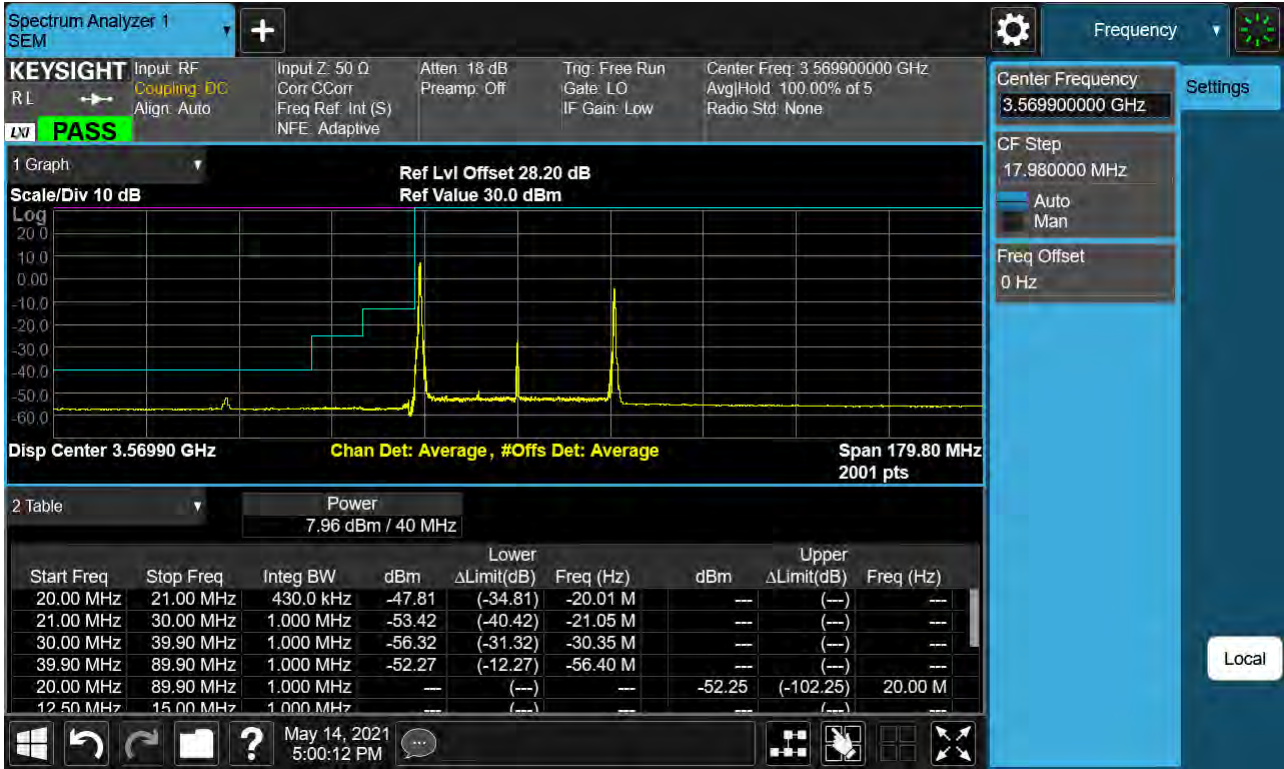 Spectrum Analyzer 1
SEM
+
Frequency
KEYSIGHT Input: RF Input Z: 50 Ω Atten: 18 dB Trig: Free Run Center Freq: 3.569900000 GHz
RL Coupling: DC Corr CCorr Preamp: Off Gate: LO Avg|Hold: 100.00% of 5
Align: Auto Freq Ref: Int (S) IF Gain: Low Radio Std: None
NFE: Adaptive
LXI PASS
Center Frequency
3.569900000 GHz
Settings
CF Step
17.980000 MHz
Auto
Man
Freq Offset
0 Hz
1 Graph
Ref Lvl Offset 28.20 dB
Scale/Div 10 dB Ref Value 30.0 dBm
Log
20.0
10.0
0.00
-10.0
-20.0
-30.0
-40.0
-50.0
-60.0
Disp Center 3.56990 GHz Chan Det: Average, #Offs Det: Average Span 179.80 MHz
2001 pts
2 Table
Power
7.96 dBm / 40 MHz
Lower Upper
Start Freq Stop Freq Integ BW dBm ΔLimit(dB) Freq (Hz) dBm ΔLimit(dB) Freq (Hz)
20.00 MHz 21.00 MHz 430.0 kHz -47.81 (-34.81) -20.01 M --- (---) ---
21.00 MHz 30.00 MHz 1.000 MHz -53.42 (-40.42) -21.05 M --- (---) ---
30.00 MHz 39.90 MHz 1.000 MHz -56.32 (-31.32) -30.35 M --- (---) ---
39.90 MHz 89.90 MHz 1.000 MHz -52.27 (-12.27) -56.40 M --- (---) ---
20.00 MHz 89.90 MHz 1.000 MHz --- (---) --- -52.25 (-102.25) 20.00 M
12.50 MHz 15.00 MHz 1.000 MHz --- (---) --- --- (---) ---
Local
?
May 14, 2021
5:00:12 PM